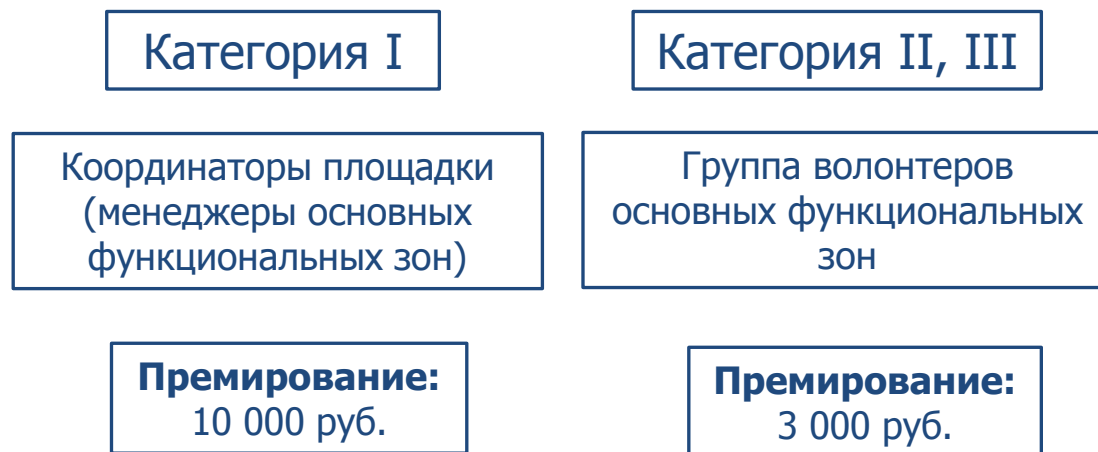 Категория I
Координаторы площадки
(менеджеры основных
функциональных зон)
Премирование:
10 000 руб.
Категория II, III
Группа волонтеров
основных функциональных
зон
Премирование:
3 000 руб.